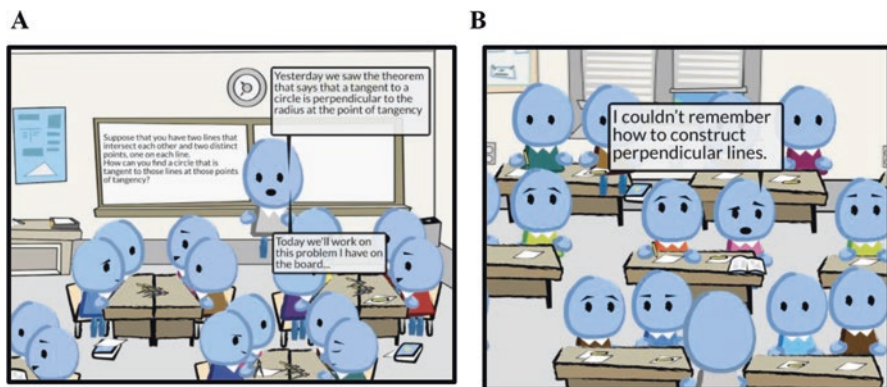 A
B
Yesterday we saw the theorem
that says that a tangent to a
circle is perpendicular to the
radius at the point of tangency
Suppose that you have two lines that
intersect each other and two distinct
points, one on each line.
How can you find a circle that is
tangent to those lines at those points
of tangency?
Today we'll work on
this problem I have on
the board...
I couldn't remember
how to construct
perpendicular lines.